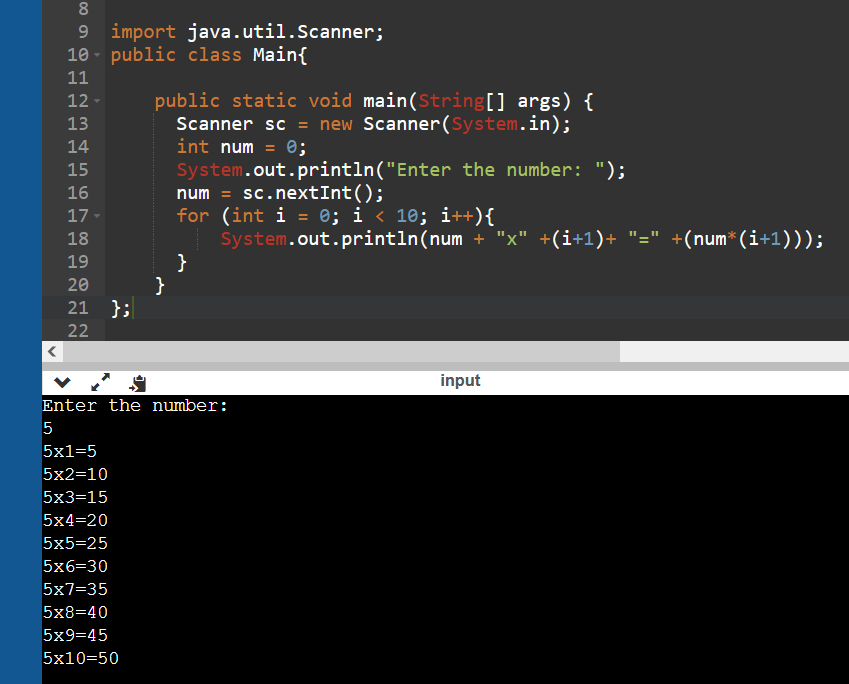 8
9 import java.util.Scanner;
10 public class Main{
11
12 public static void main(String[] args) {
13 Scanner sc = new Scanner(System.in);
14 int num = 0;
15 System.out.println("Enter the number: ");
16 num = sc.nextInt();
17 for (int i = 0; i < 10; i++){
18 System.out.println(num + "x" +(i+1)+ "=" +(num*(i+1)));
19 }
20 }
21 };
22
input
Enter the number:
5
5x1=5
5x2=10
5x3=15
5x4=20
5x5=25
5x6=30
5x7=35
5x8=40
5x9=45
5x10=50